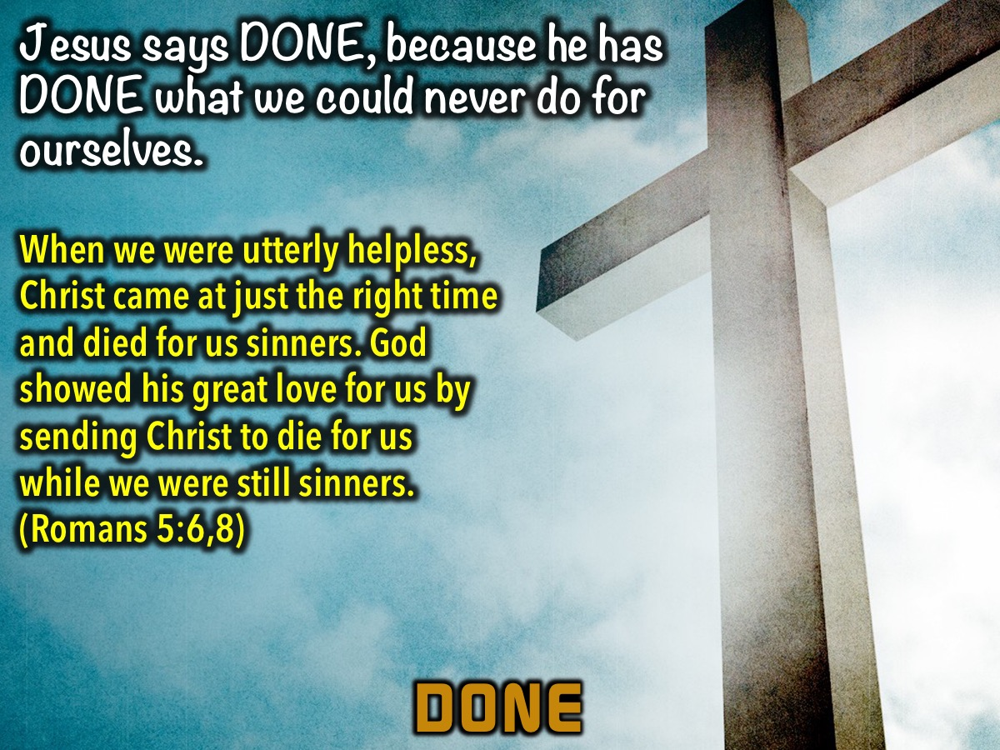 Jesus says DONE, because he has
DONE what we could never do for
ourselves.
When we were utterly helpless,
Christ came at just the right time
and died for us sinners. God
showed his great love for us by
sending Christ to die for us
while we were still sinners.
(Romans 5:6,8)
DONE